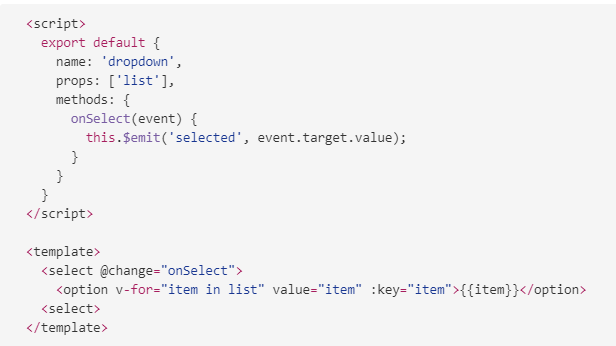 <script>
  export default {
    name: 'dropdown',
    props: ['list'],
    methods: {
      onSelect(event) {
        this.$emit('selected', event.target.value);
      }
    }
  }
</script>

<template>
  <select @change="onSelect">
    <option v-for="item in list" value="item" :key="item">{{item}}</option>
  <select>
</template>